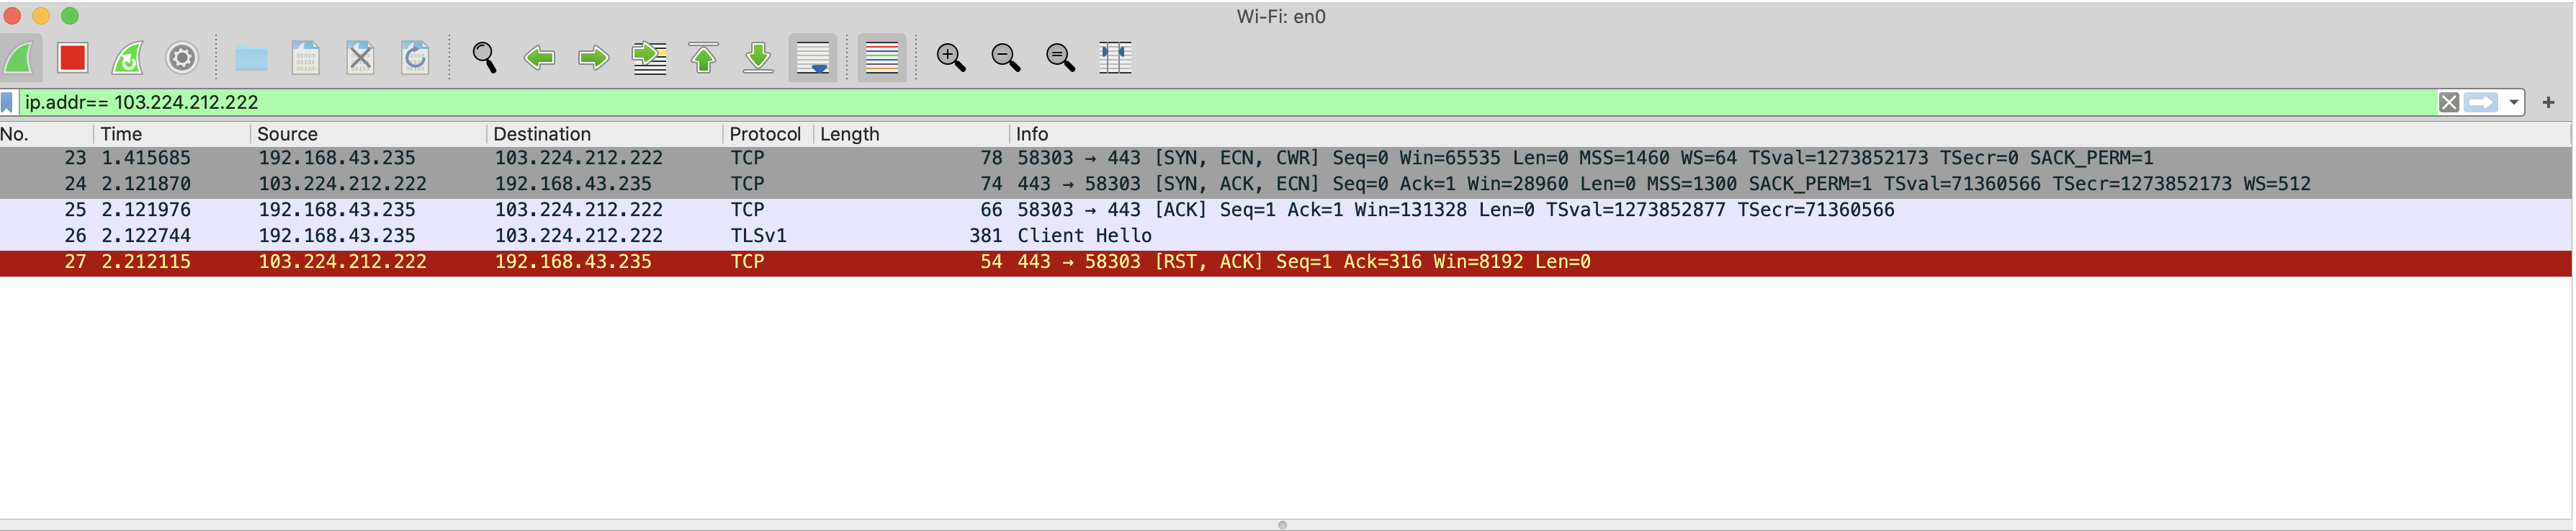 Wi-Fi: en0
ip.addr== 103.224.212.222
No. Time Source Destination Protocol Length Info
23 1.415685 192.168.43.235 103.224.212.222 TCP 78 58303 → 443 [SYN, ECN, CWR] Seq=0 Win=65535 Len=0 MSS=1460 WS=64 TSval=1273852173 TSecr=0 SACK_PERM=1
24 2.121870 103.224.212.222 192.168.43.235 TCP 74 443 → 58303 [SYN, ACK, ECN] Seq=0 Ack=1 Win=28960 Len=0 MSS=1300 SACK_PERM=1 TSval=71360566 TSecr=1273852173 WS=512
25 2.121976 192.168.43.235 103.224.212.222 TCP 66 58303 → 443 [ACK] Seq=1 Ack=1 Win=131328 Len=0 TSval=1273852877 TSecr=71360566
26 2.122744 192.168.43.235 103.224.212.222 TLSv1 381 Client Hello
27 2.212115 103.224.212.222 192.168.43.235 TCP 54 443 → 58303 [RST, ACK] Seq=1 Ack=316 Win=8192 Len=0